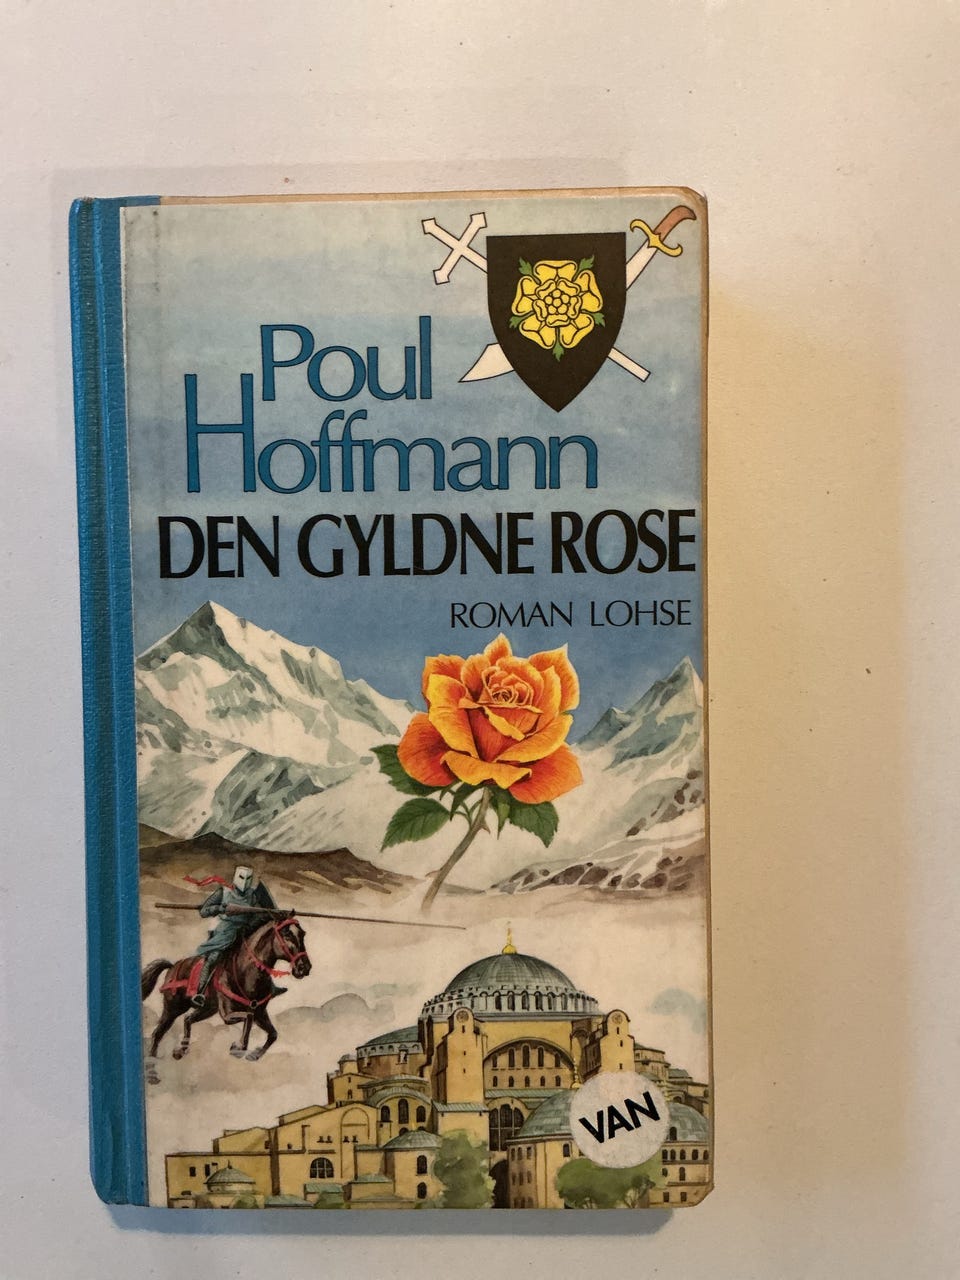 Poul
Hoffmann
DEN GYLDNE ROSE
ROMAN LOHSE
VAN